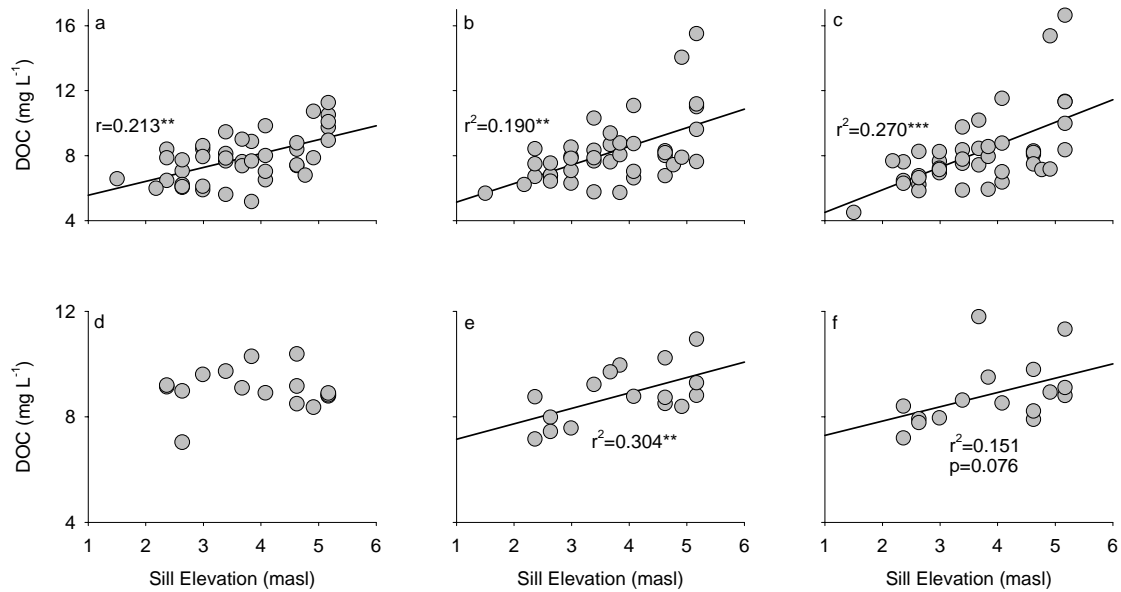 a
b
c
16
12
8
4
DOC (mg L-1)
r=0.213**
r2=0.190**
r2=0.270***
d
e
f
12
8
4
DOC (mg L-1)
r2=0.304**
r2=0.151
p=0.076
1 2 3 4 5 6
1 2 3 4 5 6
1 2 3 4 5 6
Sill Elevation (masl)
Sill Elevation (masl)
Sill Elevation (masl)